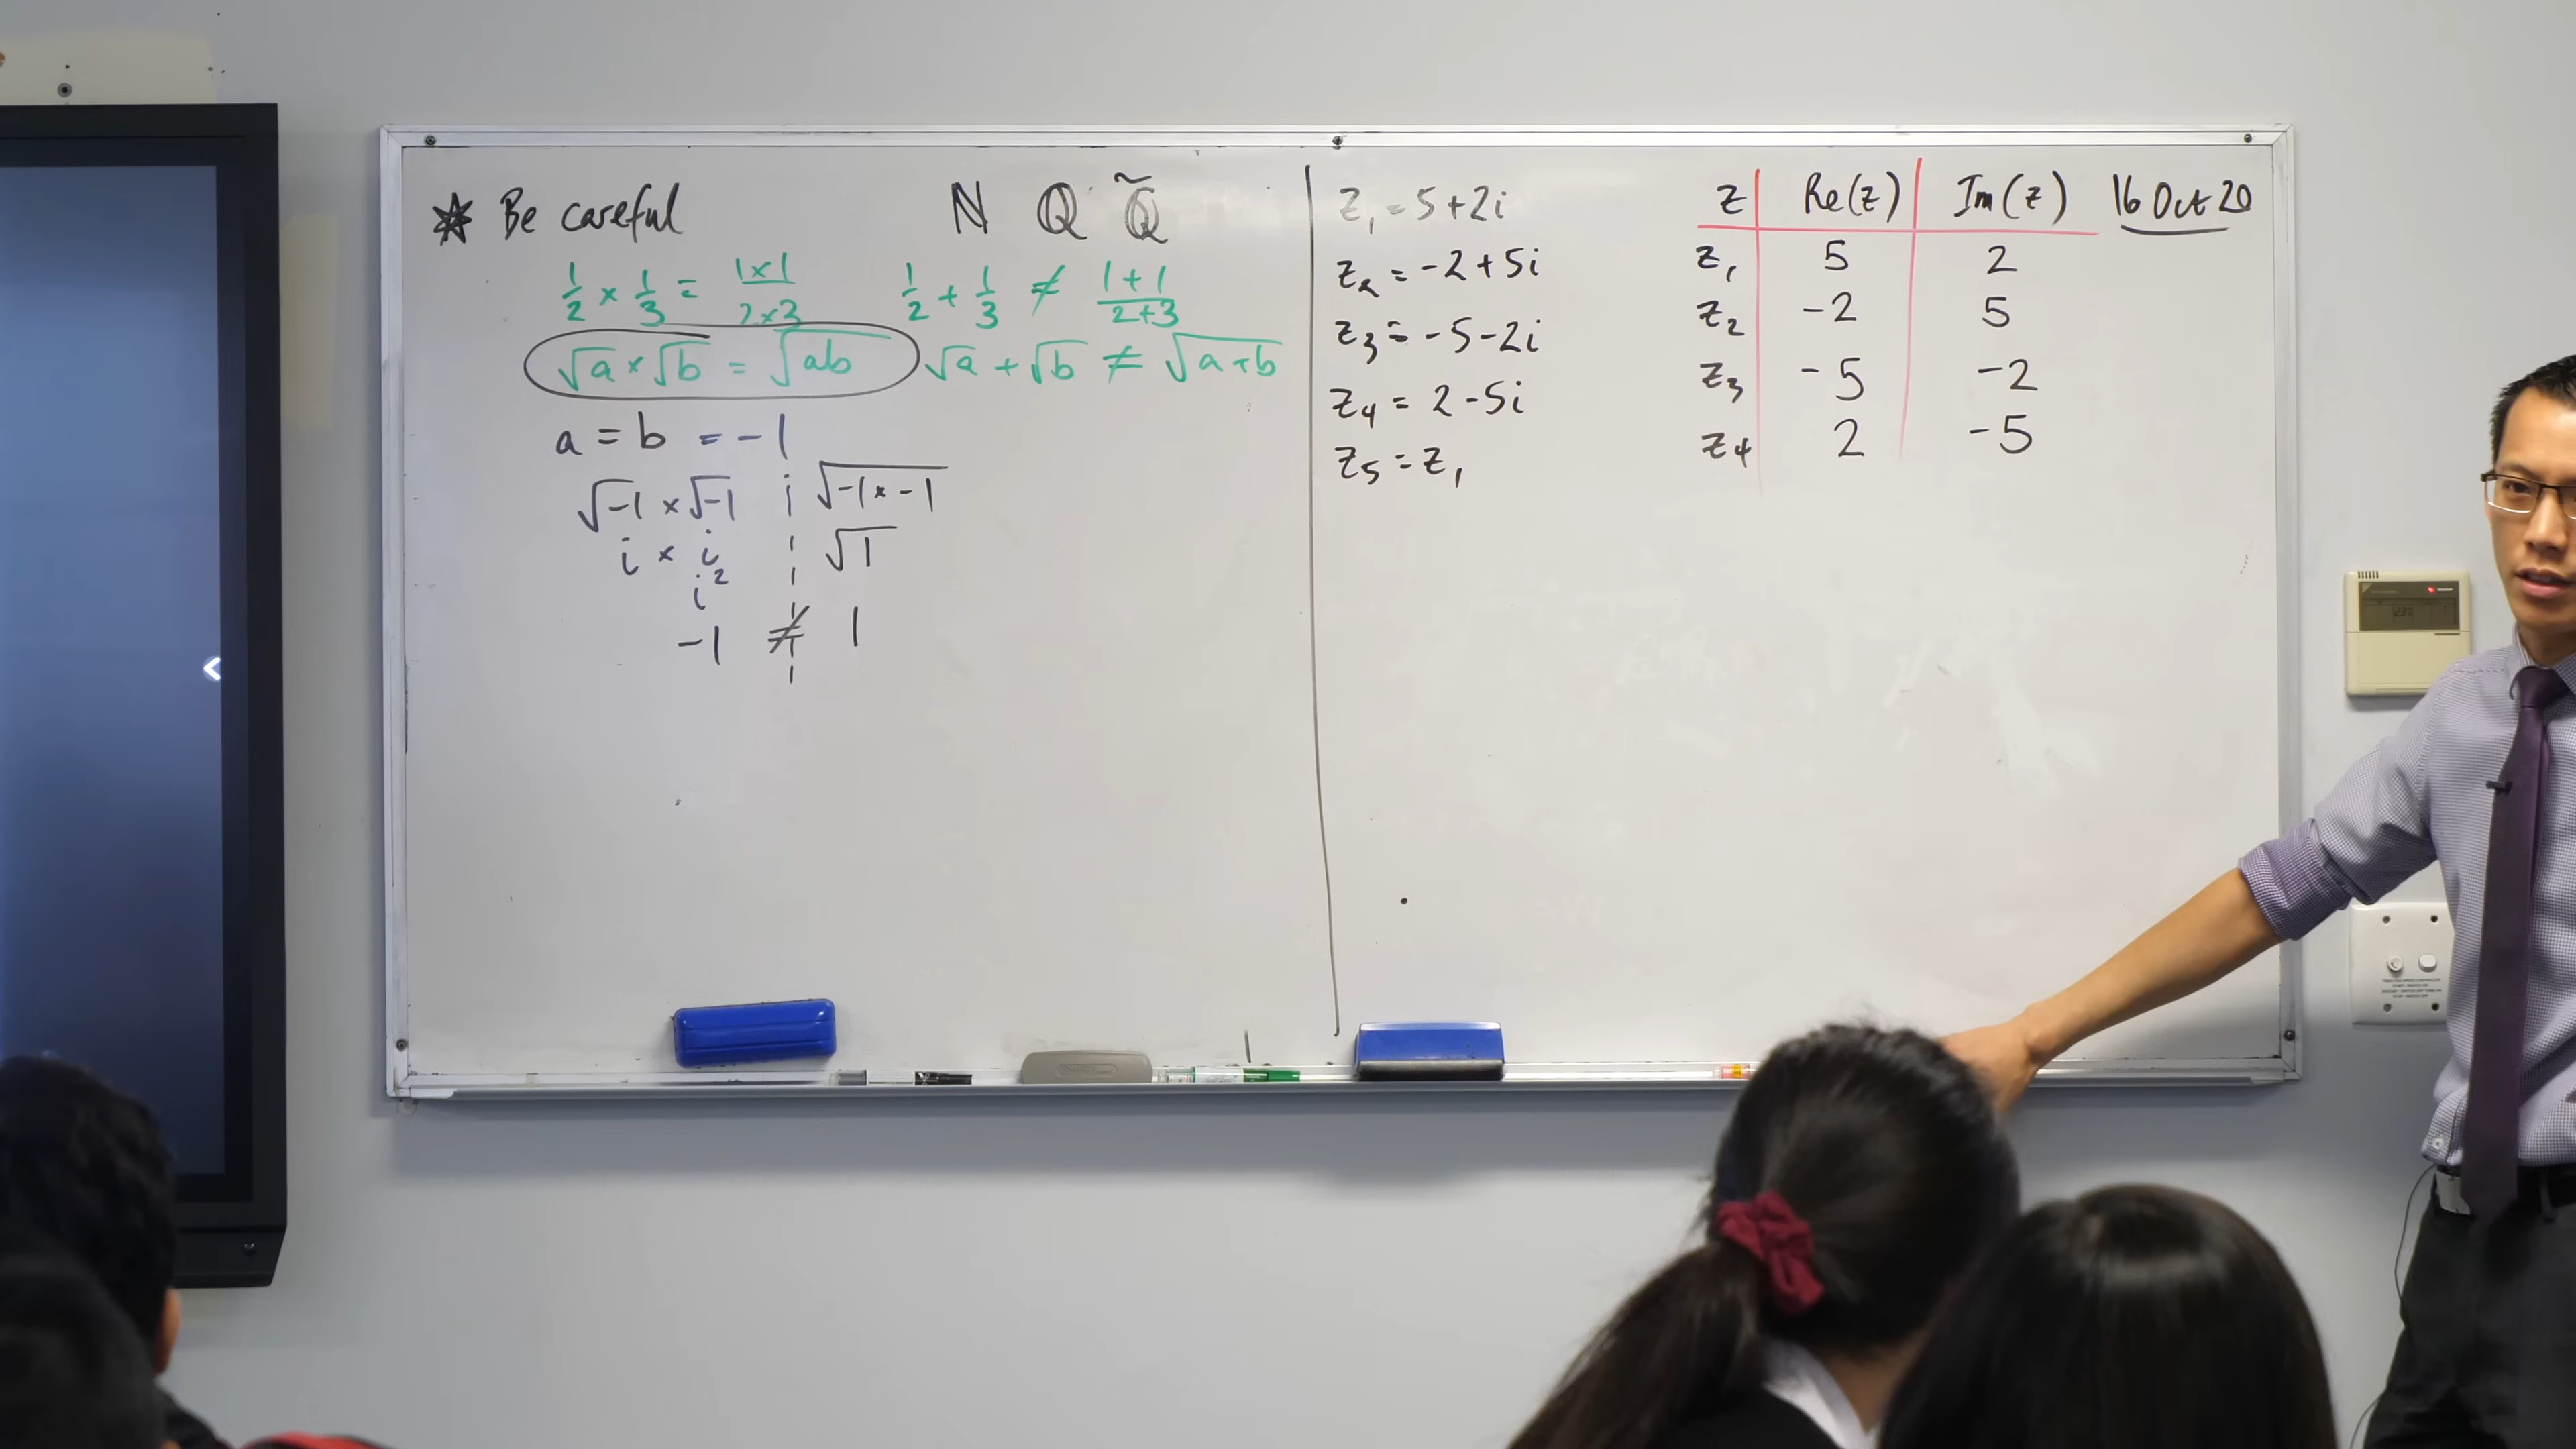 * Be careful
N Q Q̃
1/2 × 1/3 = 1×1/2×3
1/2 + 1/3 ≠ 1+1/2+3
√a × √b = √ab
√a + √b ≠ √a+b
a = b = -1
√-1 × √-1 √-1 × -1
i × i √1
i²
-1 ≠ 1
z₁ = 5+2i
z₂ = -2+5i
z₃ = -5-2i
z₄ = 2-5i
z₅ = z₁
z Re(z) Im(z)
z₁ 5 2
z₂ -2 5
z₃ -5 -2
z₄ 2 -5
16 Oct 20